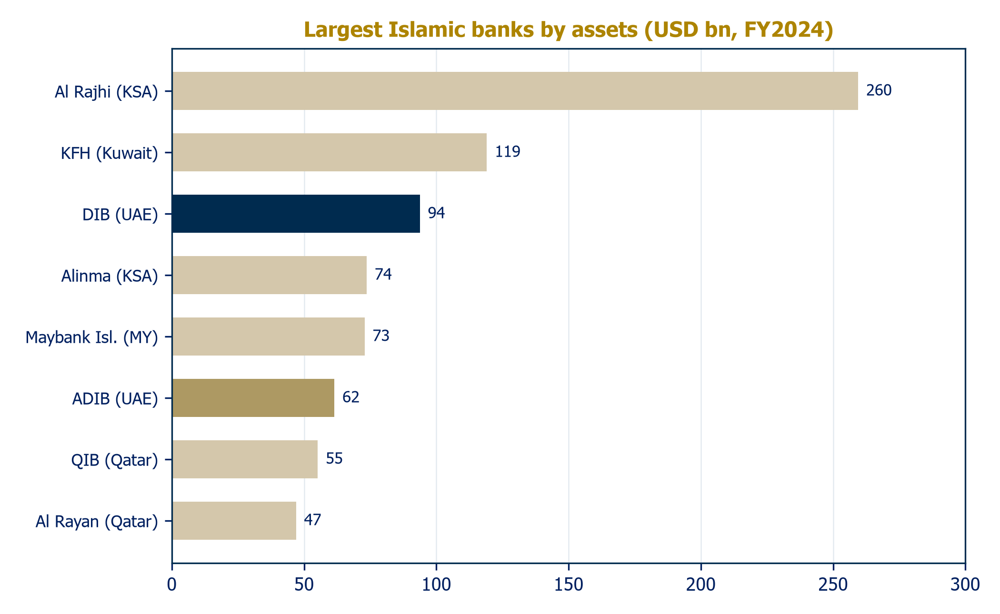 Largest Islamic banks by assets (USD bn, FY2024)
Al Rajhi (KSA) 260
KFH (Kuwait) 119
DIB (UAE) 94
Alinma (KSA) 74
Maybank Isl. (MY) 73
ADIB (UAE) 62
QIB (Qatar) 55
Al Rayan (Qatar) 47
0 50 100 150 200 250 300